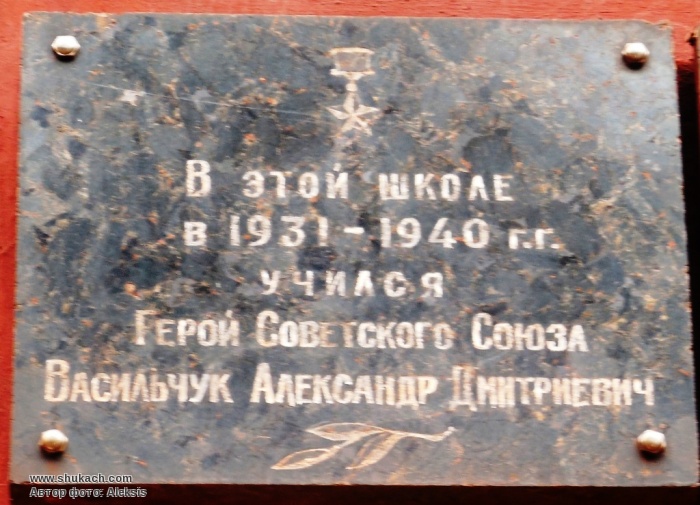 В этой школе
в 1931-1940 г.г.
учился
Герой Советского Союза
Васильчук Александр Дмитриевич
www.shukach.com
Автор фото: Aleksis